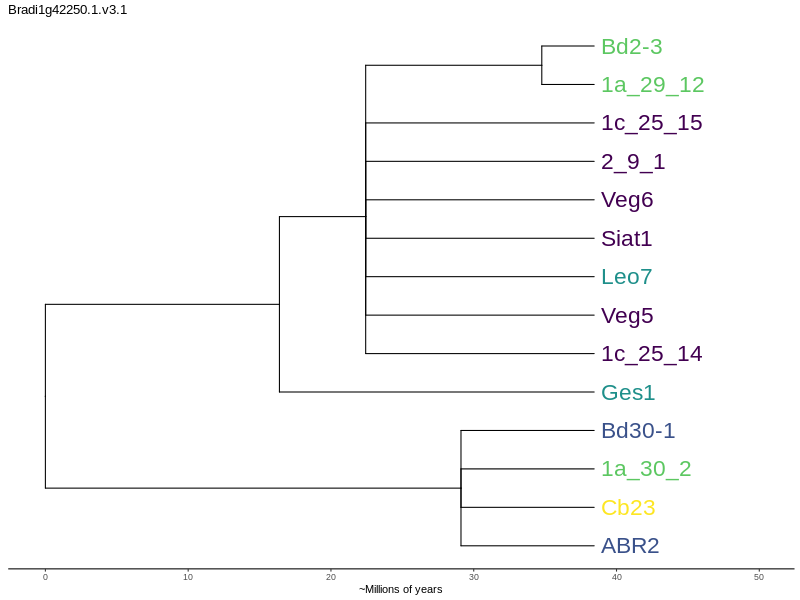 Bradi1g42250.1.v3.1
Bd2-3
1a_29_12
1c_25_15
2_9_1
Veg6
Siat1
Leo7
Veg5
1c_25_14
Ges1
Bd30-1
1a_30_2
Cb23
ABR2
0 10 20 30 40 50
~Millions of years